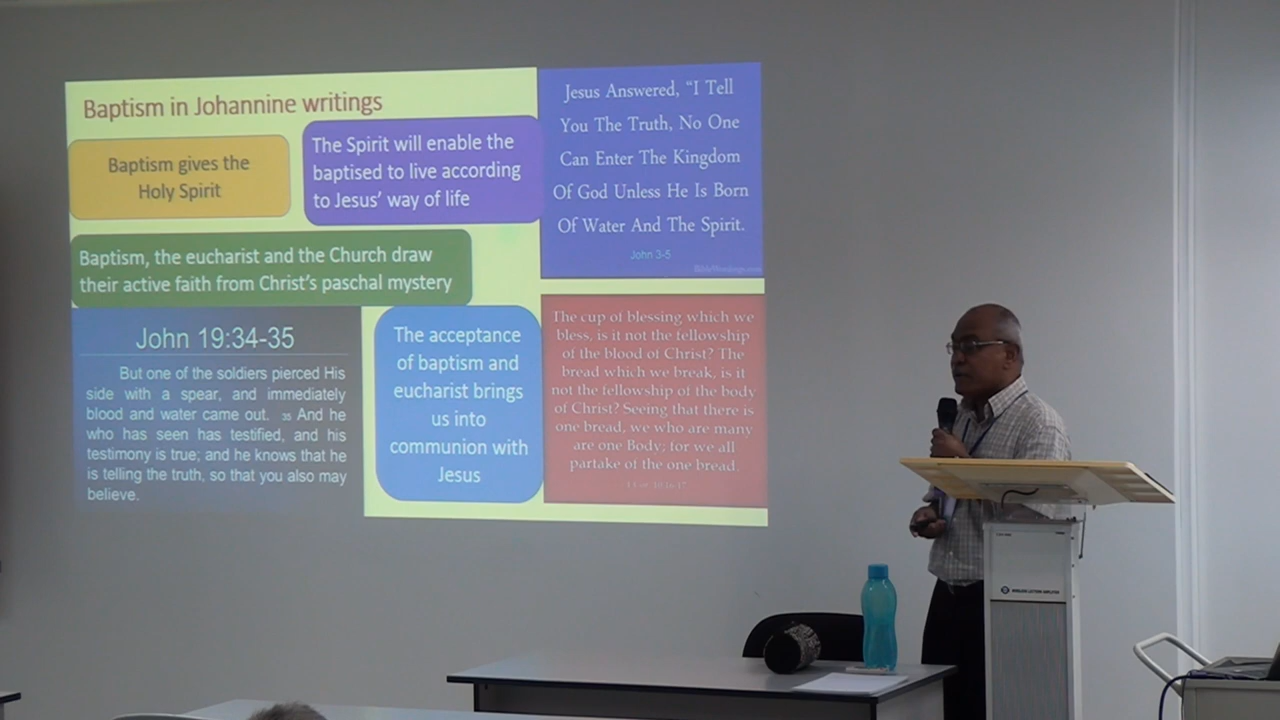 Baptism in Johannine writings
Baptism gives the
Holy Spirit
The Spirit will enable the
baptised to live according
to Jesus' way of life
Baptism, the eucharist and the Church draw
their active faith from Christ's paschal mystery
John 19:34-35
But one of the soldiers pierced His
side with a spear, and immediately
blood and water came out. 35 And he
who has seen has testified, and his
testimony is true; and he knows that he
is telling the truth, so that you also may
believe.
The acceptance
of baptism and
eucharist brings
us into
communion with
Jesus
Jesus Answered, “I Tell
You The Truth, No One
Can Enter The Kingdom
Of God Unless He Is Born
Of Water And The Spirit.
John 3-5
The cup of blessing which we
bless, is it not the fellowship
of the blood of Christ? The
bread which we break, is it
not the fellowship of the body
of Christ? Seeing that there is
one bread, we who are many
are one Body; for we all
partake of the one bread.
10:16-17
WIRELESS LECTERN AMPLIFIER